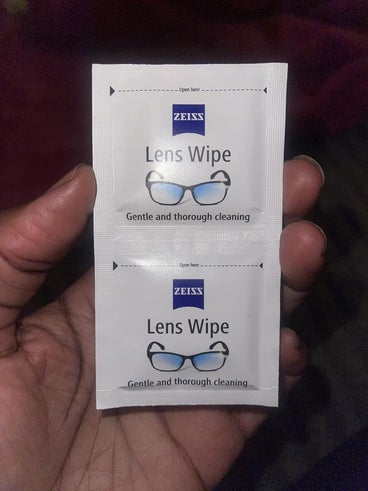 Open here
ZEISS
Lens Wipe
Gentle and thorough cleaning
Open here
ZEISS
Lens Wipe
Gentle and thorough cleaning